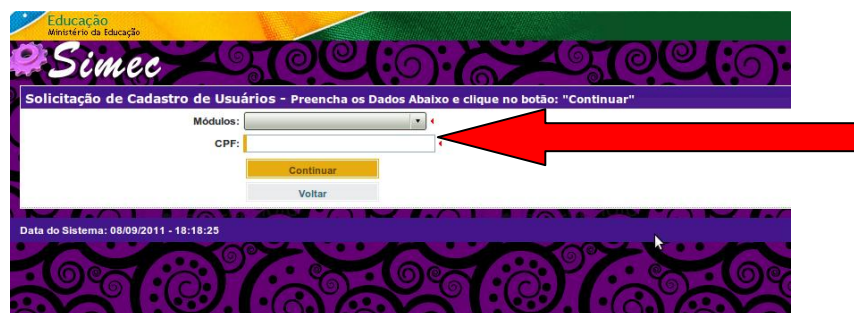 Educação
Ministério da Educação
Simec
Solicitação de Cadastro de Usuários - Preencha os Dados Abaixo e clique no botão: "Continuar"
Módulos:
CPF:
Continuar
Voltar
Data do Sistema: 08/09/2011 - 18:18:25